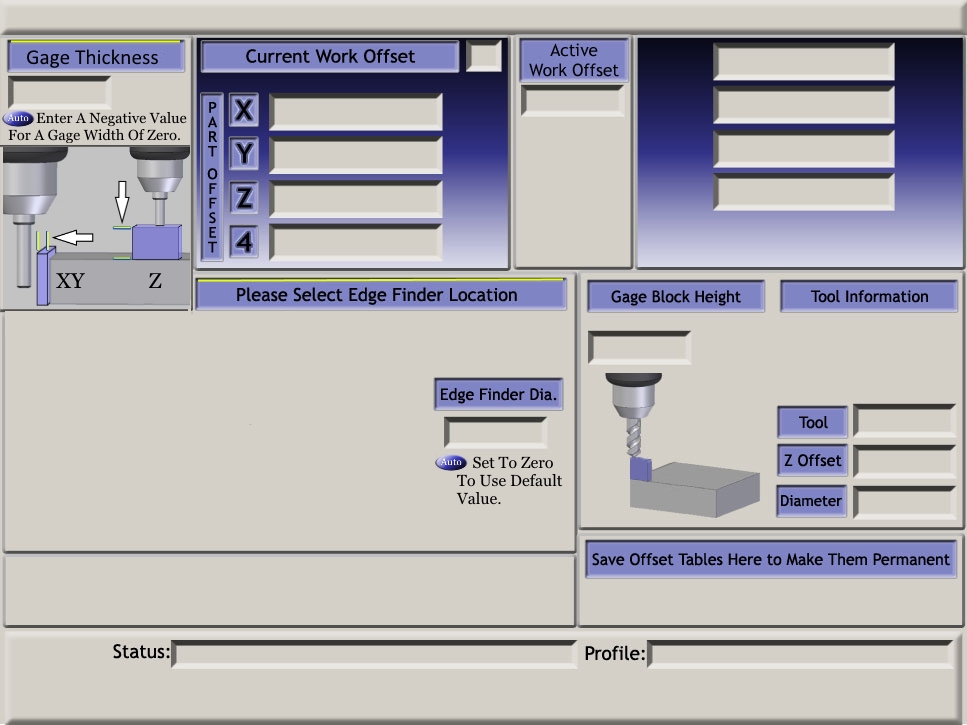 Gage Thickness
Auto Enter A Negative Value
For A Gage Width Of Zero.
XY
Z
Current Work Offset
PART OFFSET
X
Y
Z
4
Active
Work Offset
Please Select Edge Finder Location
Edge Finder Dia.
Auto Set To Zero
To Use Default
Value.
Gage Block Height
Tool Information
Tool
Z Offset
Diameter
Save Offset Tables Here to Make Them Permanent
Status:
Profile: